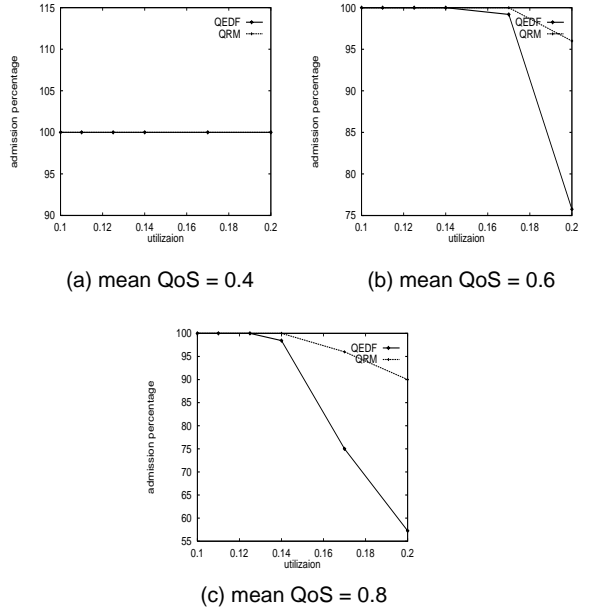 115
110
105
100
95
90
admission percentage
QEDF
QRM
0.1 0.12 0.14 0.16 0.18 0.2
utilizaion
(a) mean QoS = 0.4
100
95
90
85
80
75
admission percentage
QEDF
QRM
0.1 0.12 0.14 0.16 0.18 0.2
utilizaion
(b) mean QoS = 0.6
100
95
90
85
80
75
70
65
60
55
admission percentage
QEDF
QRM
0.1 0.12 0.14 0.16 0.18 0.2
utilizaion
(c) mean QoS = 0.8